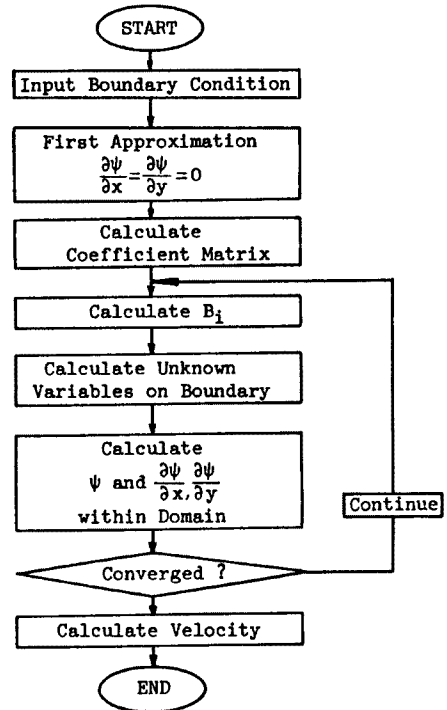 START
Input Boundary Condition
First Approximation
∂ψ/∂x=∂ψ/∂y=0
Calculate
Coefficient Matrix
Calculate Bi
Calculate Unknown
Variables on Boundary
Calculate
ψ and ∂ψ/∂x, ∂ψ/∂y
within Domain
Continue
Converged ?
Calculate Velocity
END